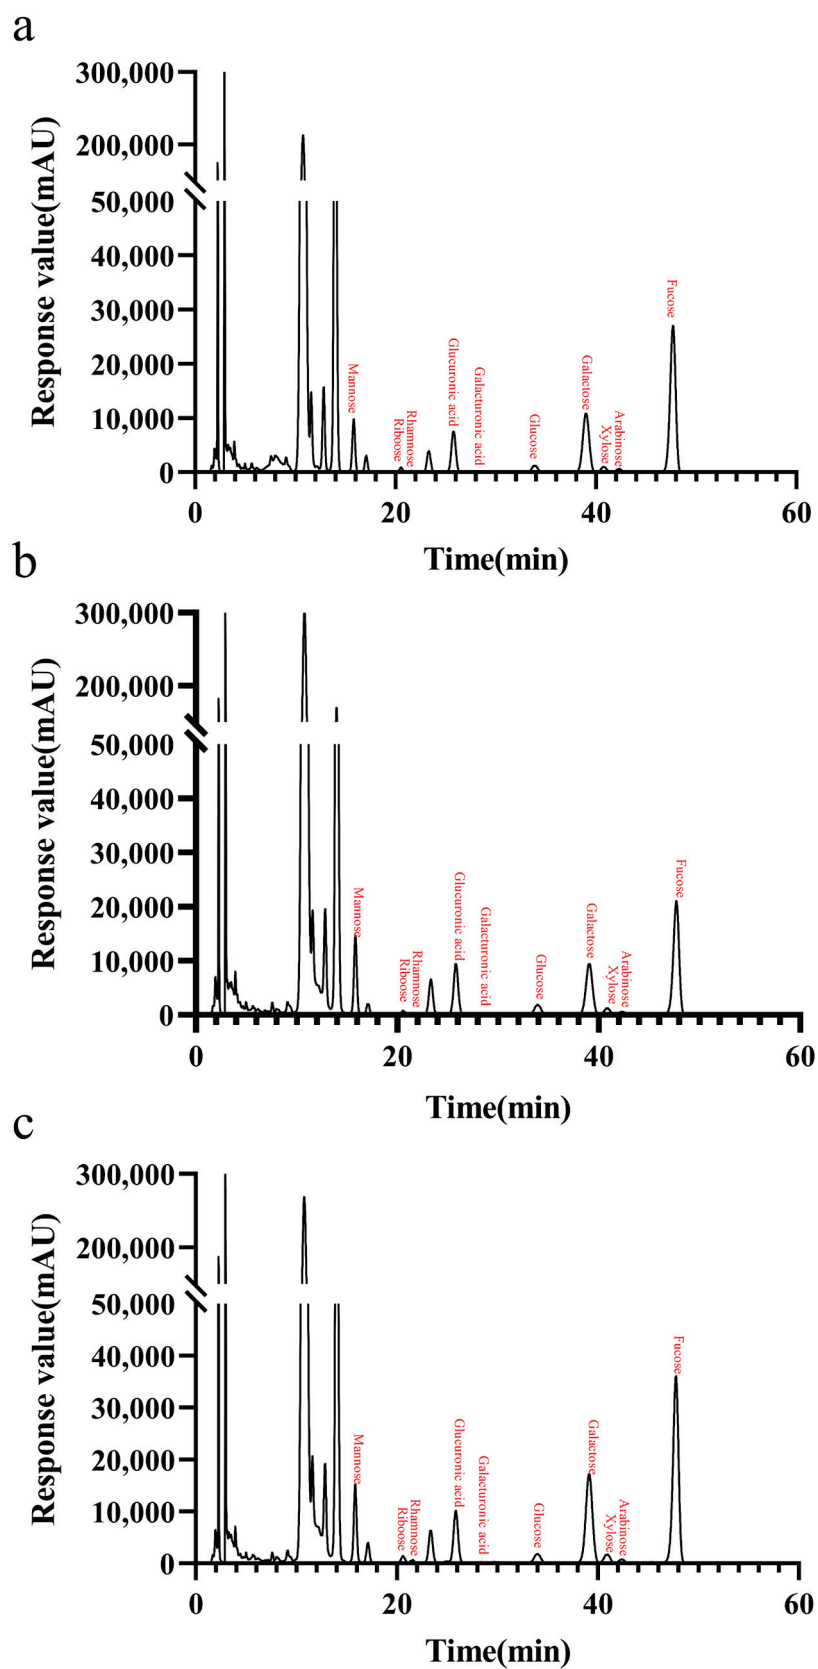 a
300,000
200,000
50,000
40,000
30,000
20,000
10,000
0
Response value(mAU)
Mannose
Riboose
Rhamnose
Glucuronic acid
Galacturonic acid
Glucose
Galactose
Xylose
Arabinose
Fucose
0
20
40
60
Time(min)
b
300,000
200,000
50,000
40,000
30,000
20,000
10,000
0
Response value(mAU)
Mannose
Riboose
Rhamnose
Glucuronic acid
Galacturonic acid
Glucose
Galactose
Xylose
Arabinose
Fucose
0
20
40
60
Time(min)
c
300,000
200,000
50,000
40,000
30,000
20,000
10,000
0
Response value(mAU)
Mannose
Riboose
Rhamnose
Glucuronic acid
Galacturonic acid
Glucose
Galactose
Xylose
Arabinose
Fucose
0
20
40
60
Time(min)